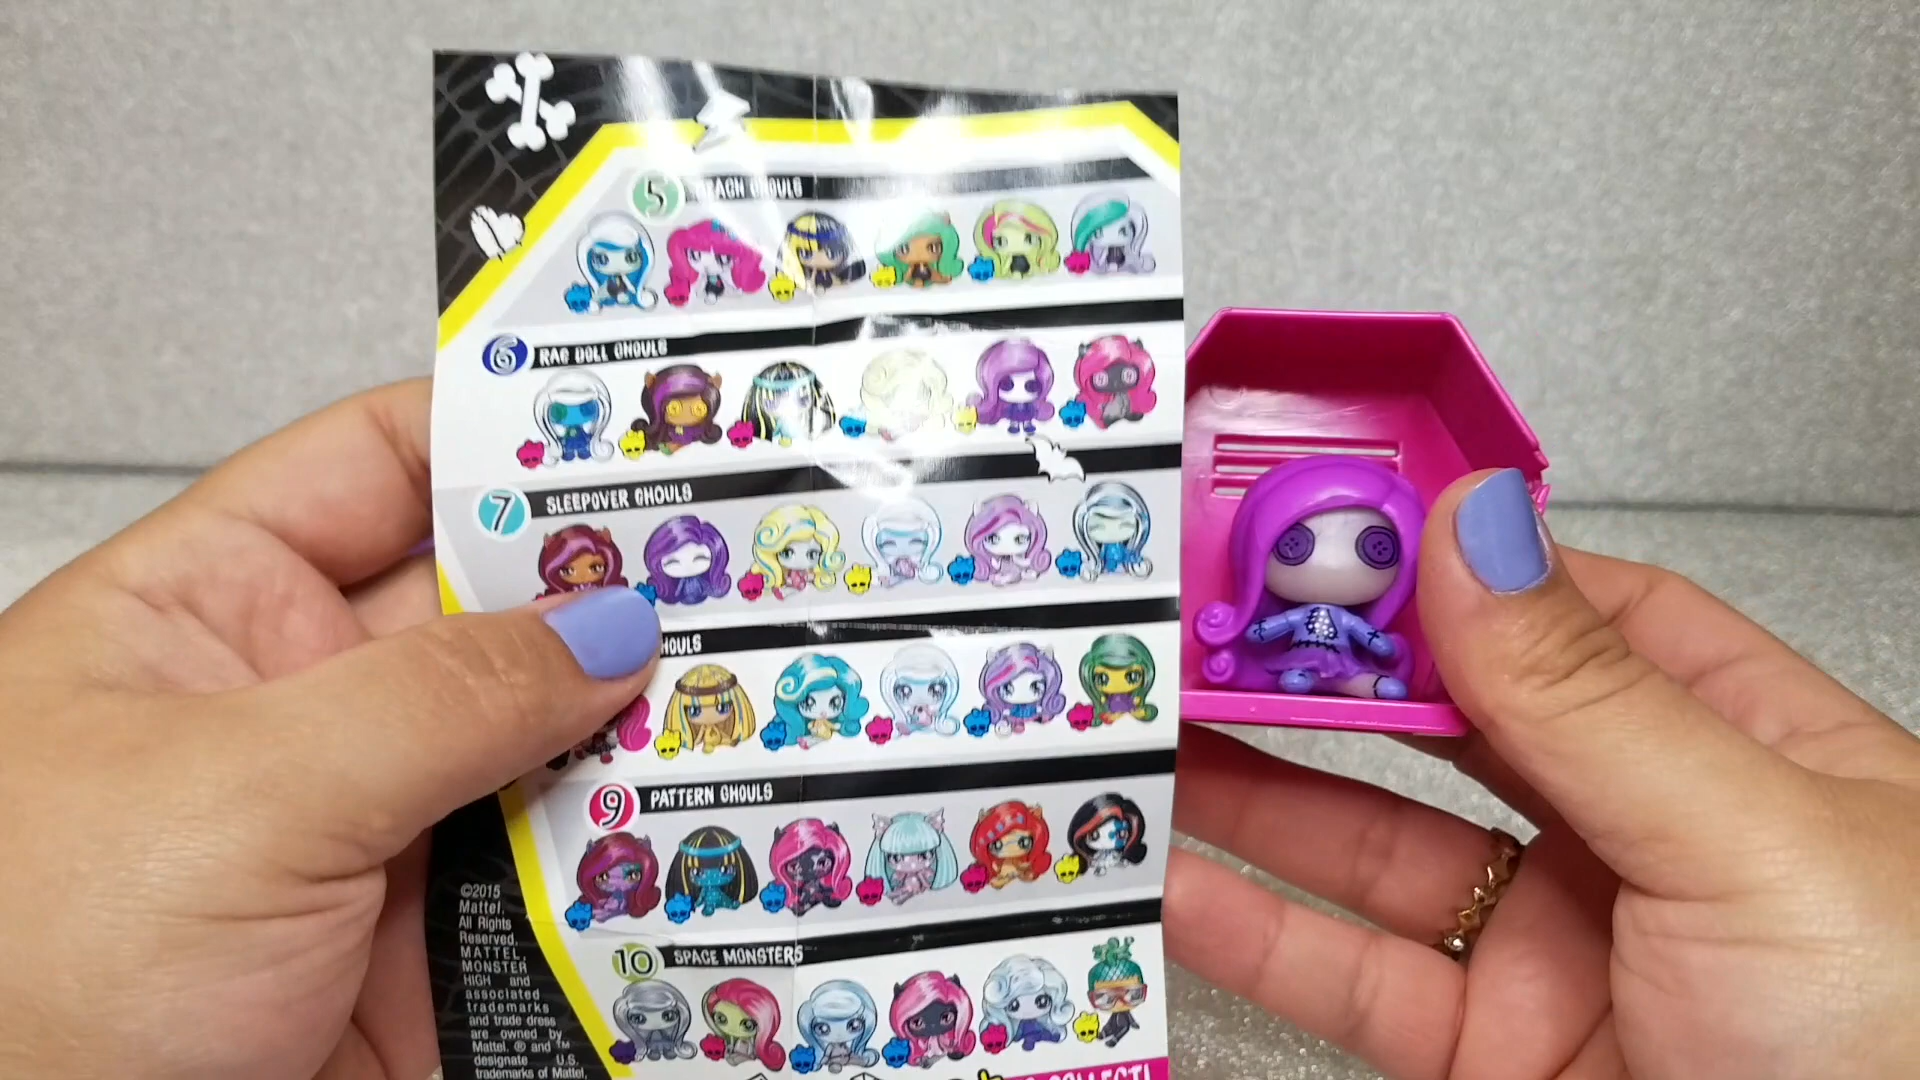 5 BEACH GHOULS
6 RAG DOLL GHOULS
7 SLEEPOVER GHOULS
GHOULS
9 PATTERN GHOULS
10 SPACE MONSTERS
©2015
Mattel.
All Rights
Reserved.
MATTEL,
MONSTER
HIGH and
associated
trademarks
and trade dress
are owned by
Mattel. ® and ™
designate U.S.
trademarks of Mattel,